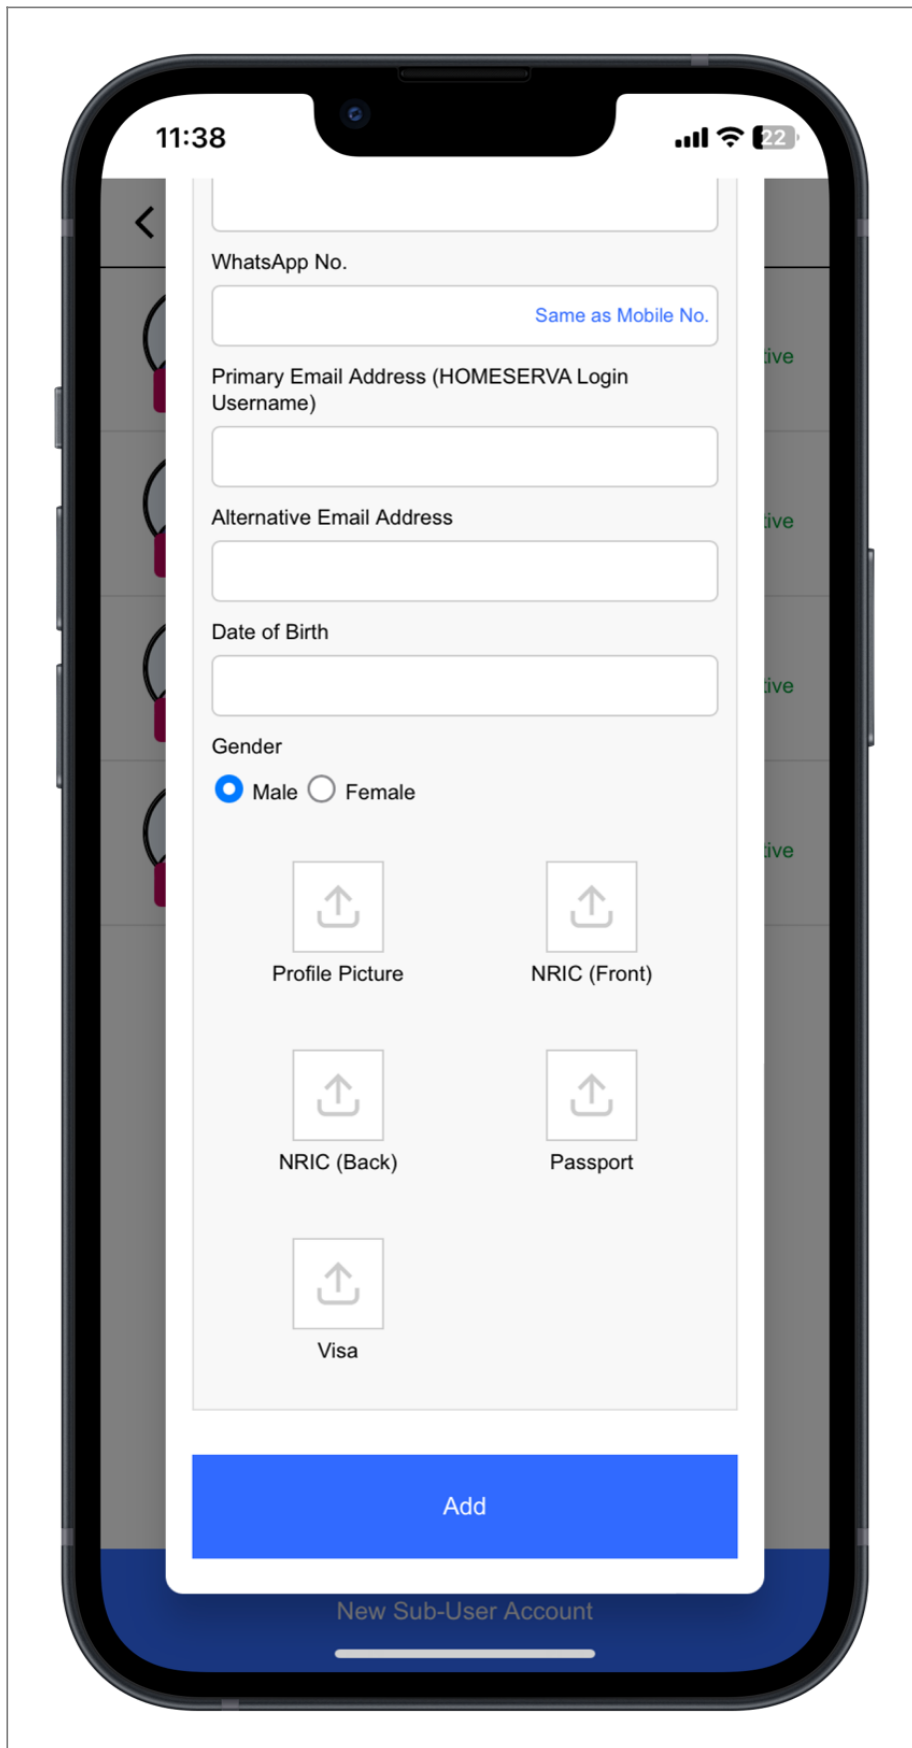 11:38
22
WhatsApp No.
Same as Mobile No.
Primary Email Address (HOMESERVA Login
Username)
Alternative Email Address
Date of Birth
Gender
Male Female
Profile Picture NRIC (Front)
NRIC (Back) Passport
Visa
Add
New Sub-User Account